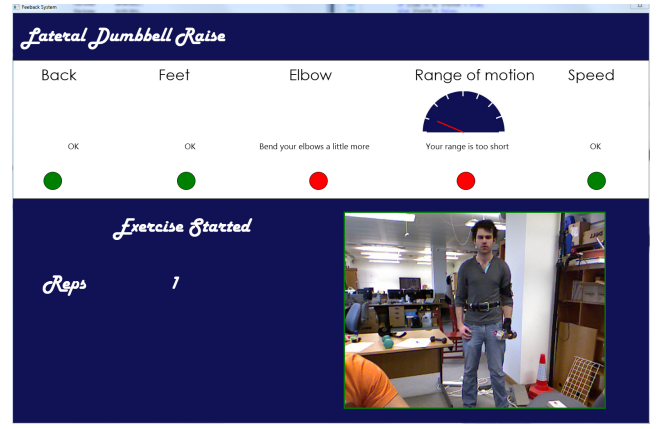 Feeback System
Lateral Dumbbell Raise
Back Feet Elbow Range of motion Speed
OK OK Bend your elbows a little more Your range is too short OK
Exercise Started
Reps 1